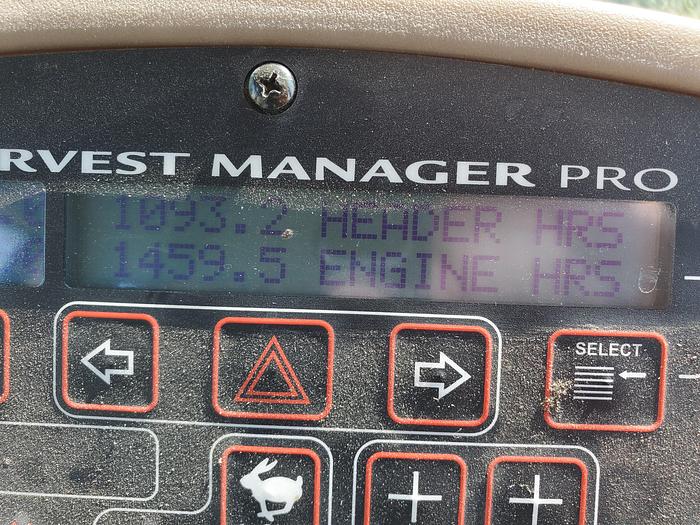 RVEST MANAGER PRO
1093.2 HEADER HRS
1459.5 ENGINE HRS
SELECT